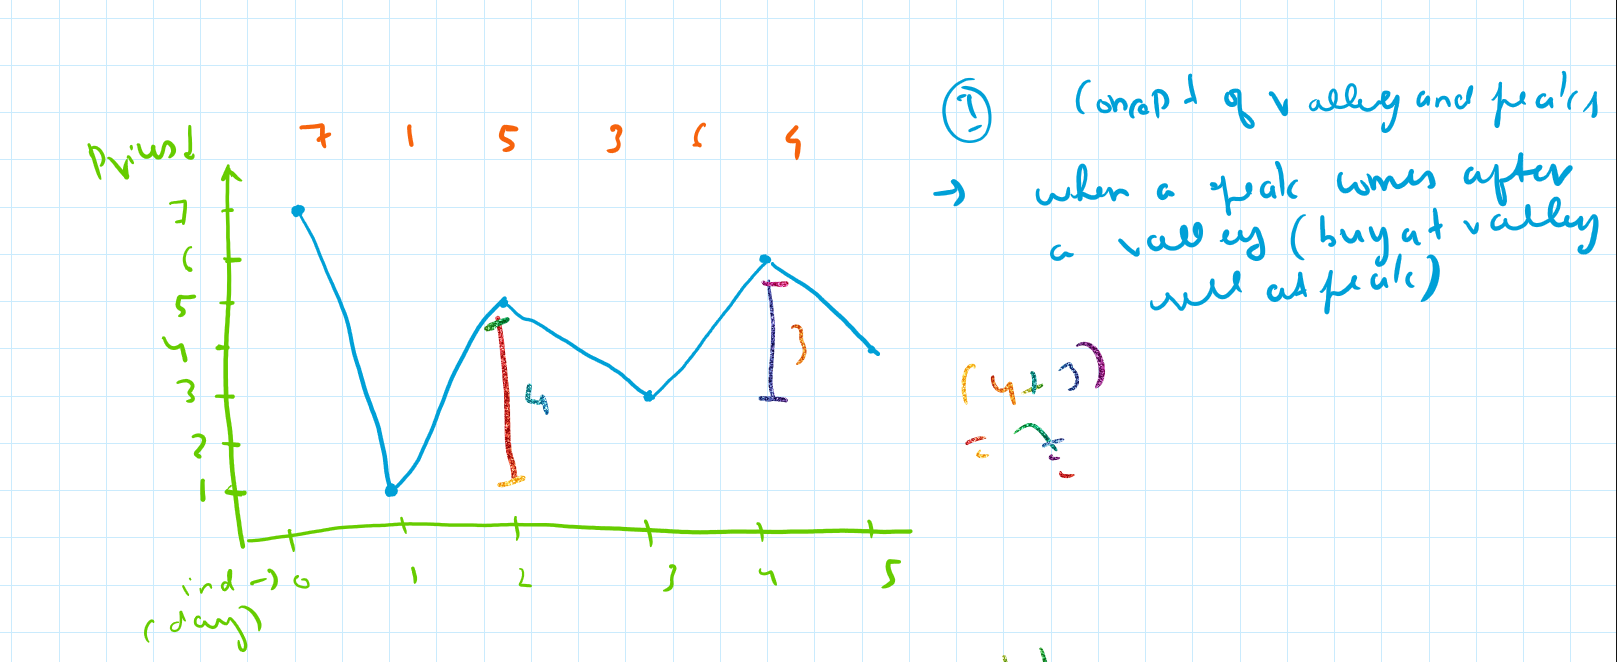 7 1 5 3 6 4
Prices↓
7
6
5
4
3
2
1
4
3
ind → 0 1 2 3 4 5
(day)
① Concept of valley and peaks
→ when a peak comes after
a valley (buy at valley
sell at peak)
(4+3)
= 7